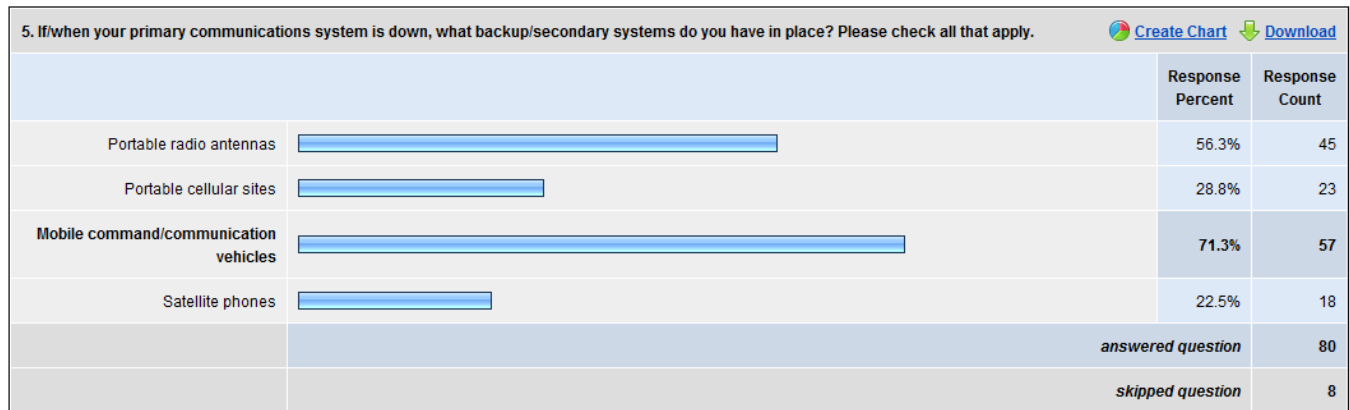 5. If/when your primary communications system is down, what backup/secondary systems do you have in place? Please check all that apply. Create Chart Download
Response Percent Response Count
Portable radio antennas 56.3% 45
Portable cellular sites 28.8% 23
Mobile command/communication vehicles 71.3% 57
Satellite phones 22.5% 18
answered question 80
skipped question 8